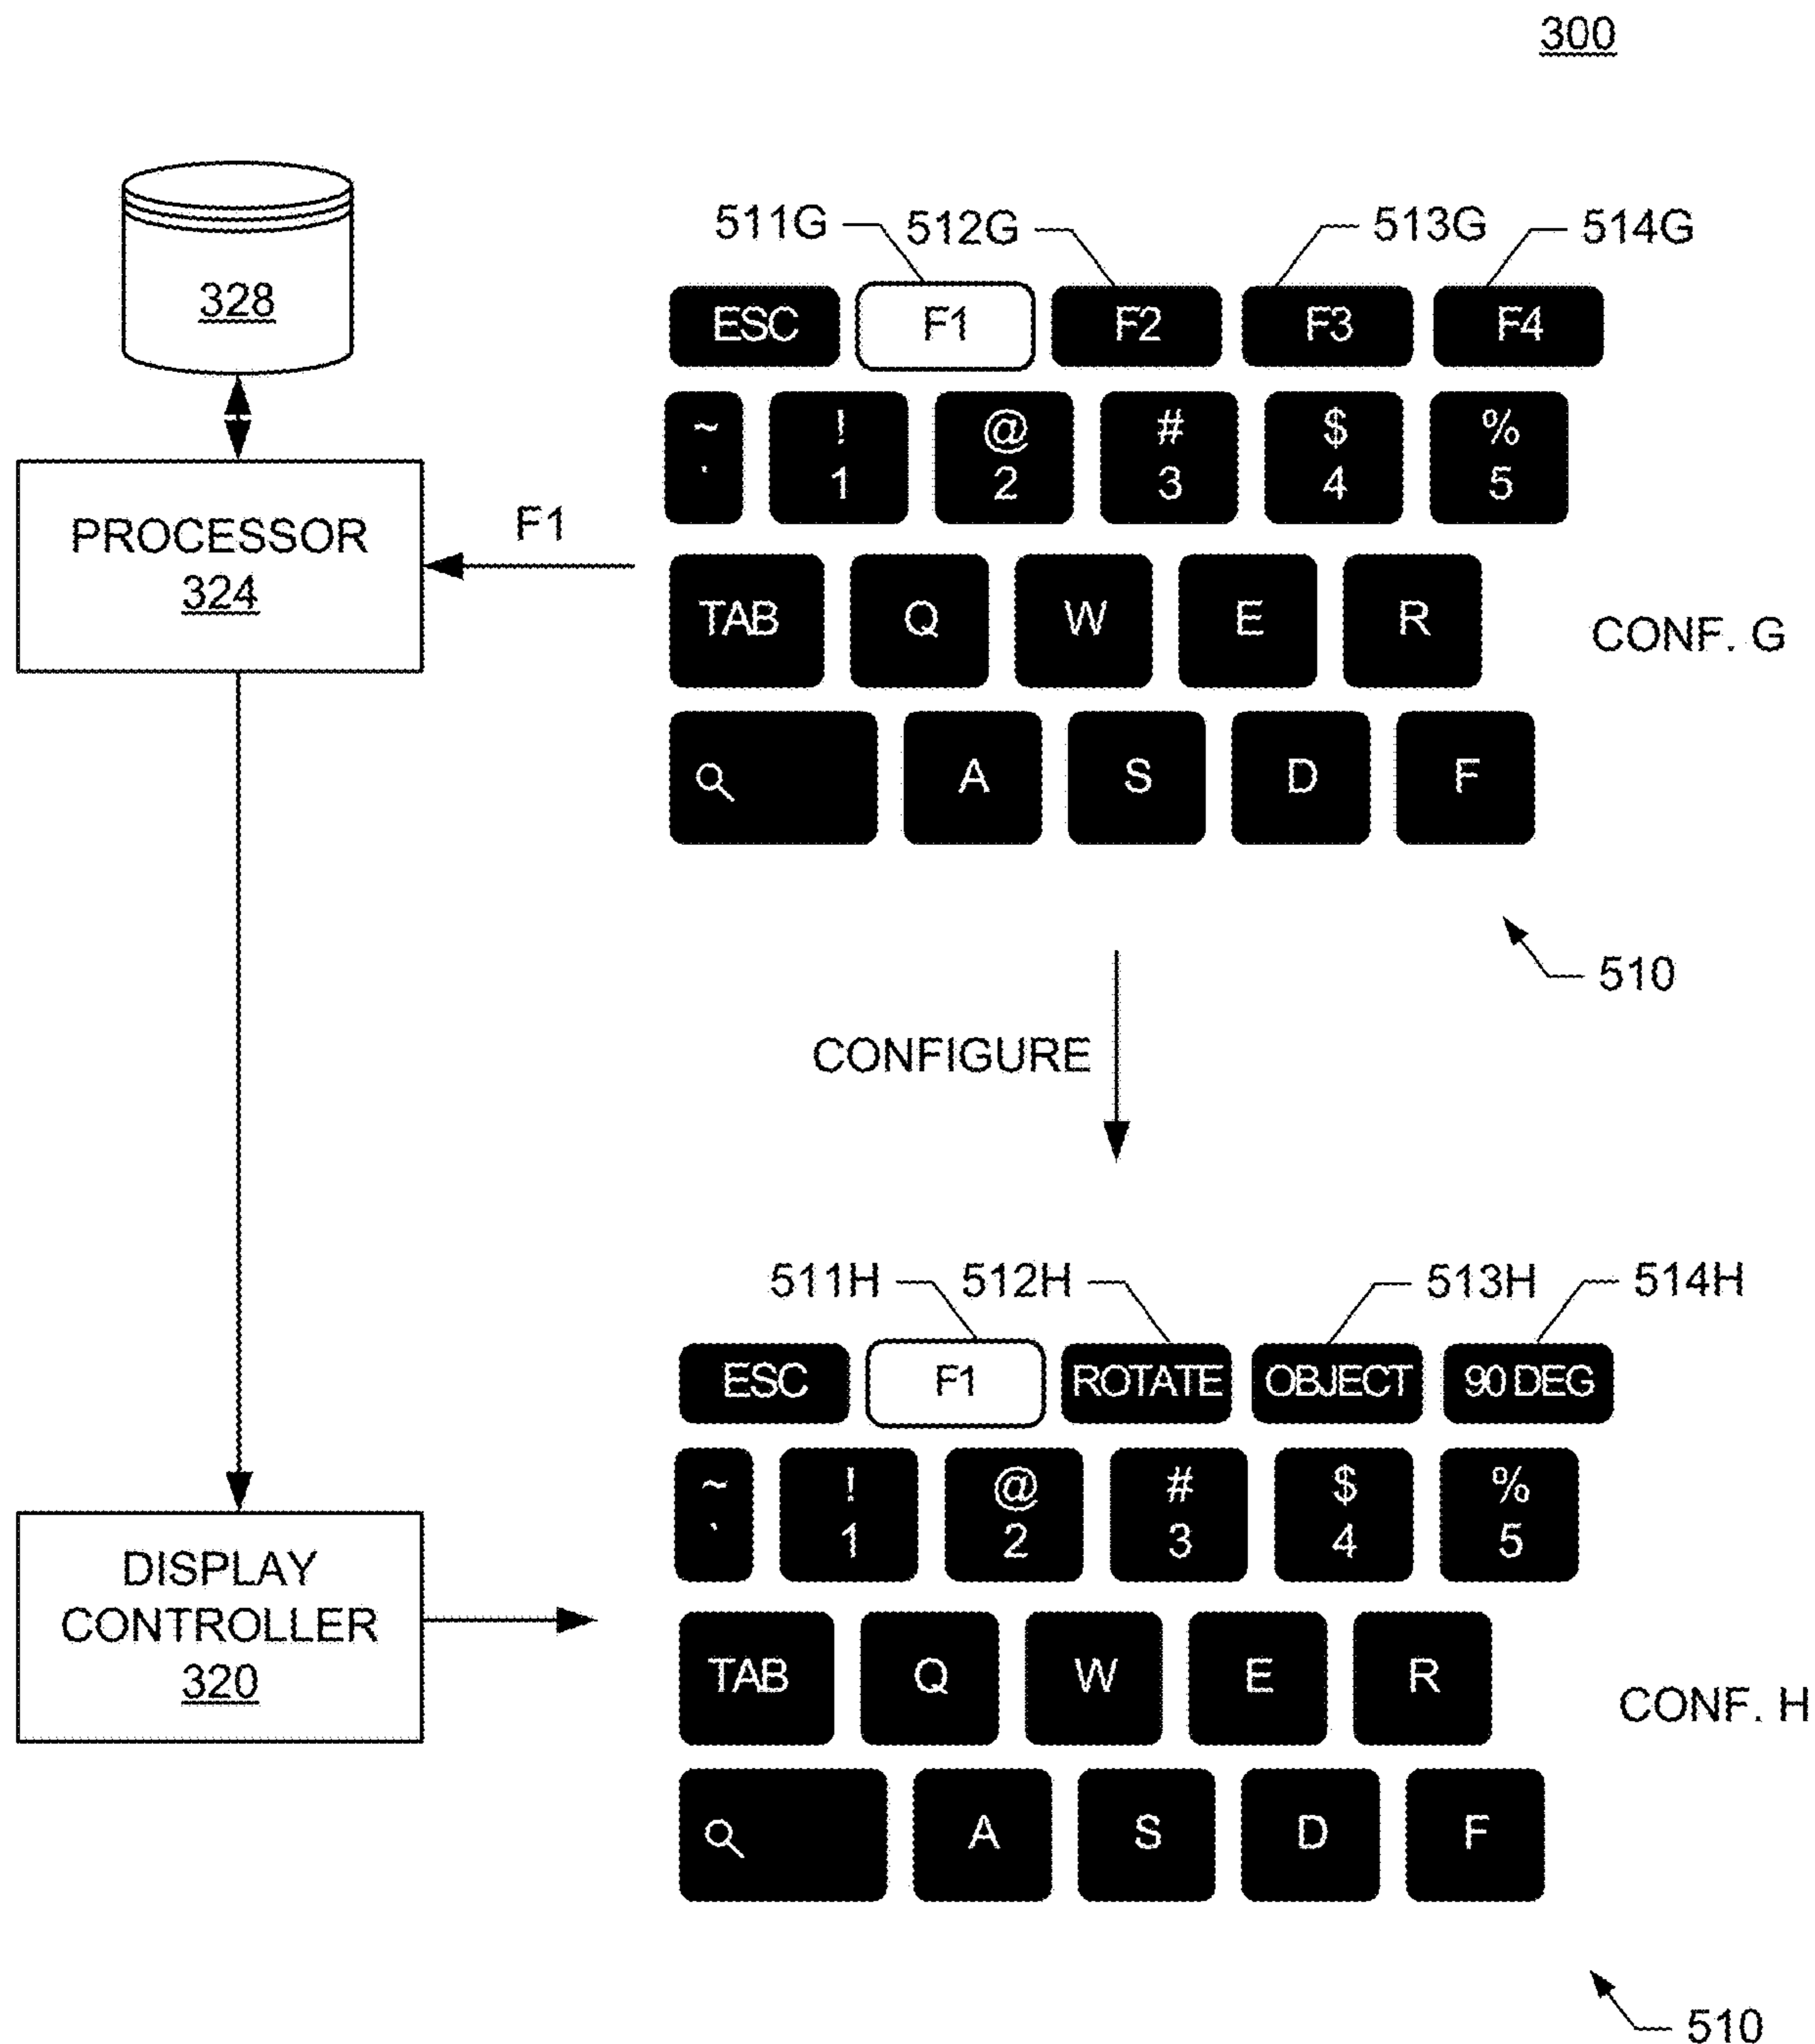 300
328
PROCESSOR
324
F1
511G 512G 513G 514G
ESC F1 F2 F3 F4
~ ! @ # $ %
` 1 2 3 4 5
TAB Q W E R
CONF. G
A S D F
510
CONFIGURE
DISPLAY
CONTROLLER
320
511H 512H 513H 514H
ESC F1 ROTATE OBJECT 90 DEG
~ ! @ # $ %
` 1 2 3 4 5
TAB Q W E R
CONF. H
A S D F
510